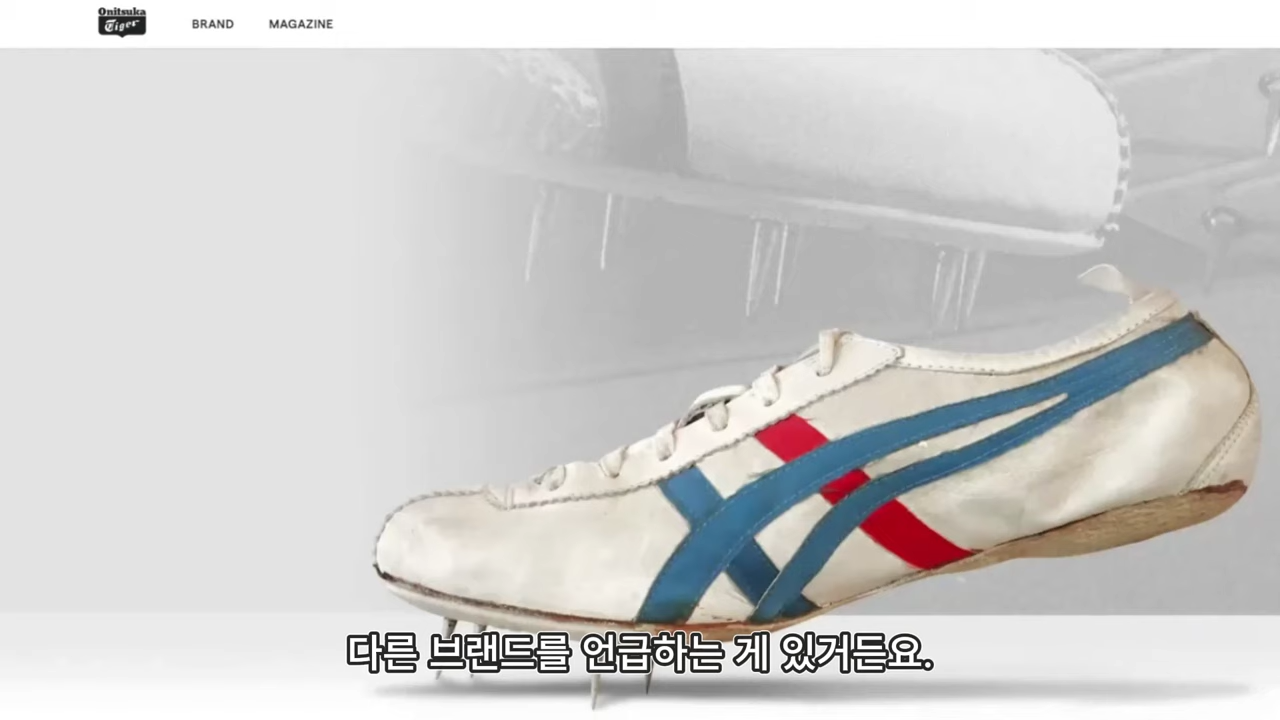 Onitsuka
Tiger
BRAND
MAGAZINE
다른 브랜드를 언급하는 게 있거든요.